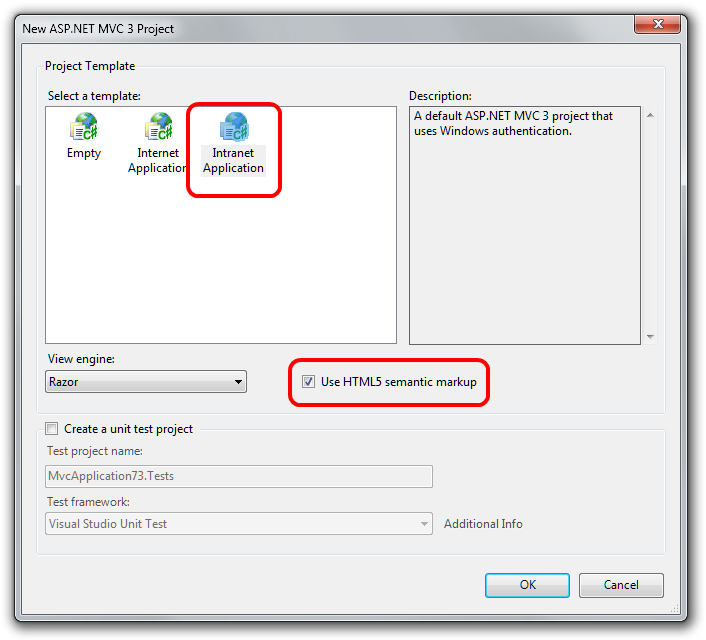 New ASP.NET MVC 3 Project
Project Template
Select a template:
Empty
Internet
Application
Intranet
Application
Description:
A default ASP.NET MVC 3 project that
uses Windows authentication.
View engine:
Razor
Use HTML5 semantic markup
Create a unit test project
Test project name:
MvcApplication73.Tests
Test framework:
Visual Studio Unit Test
Additional Info
OK
Cancel